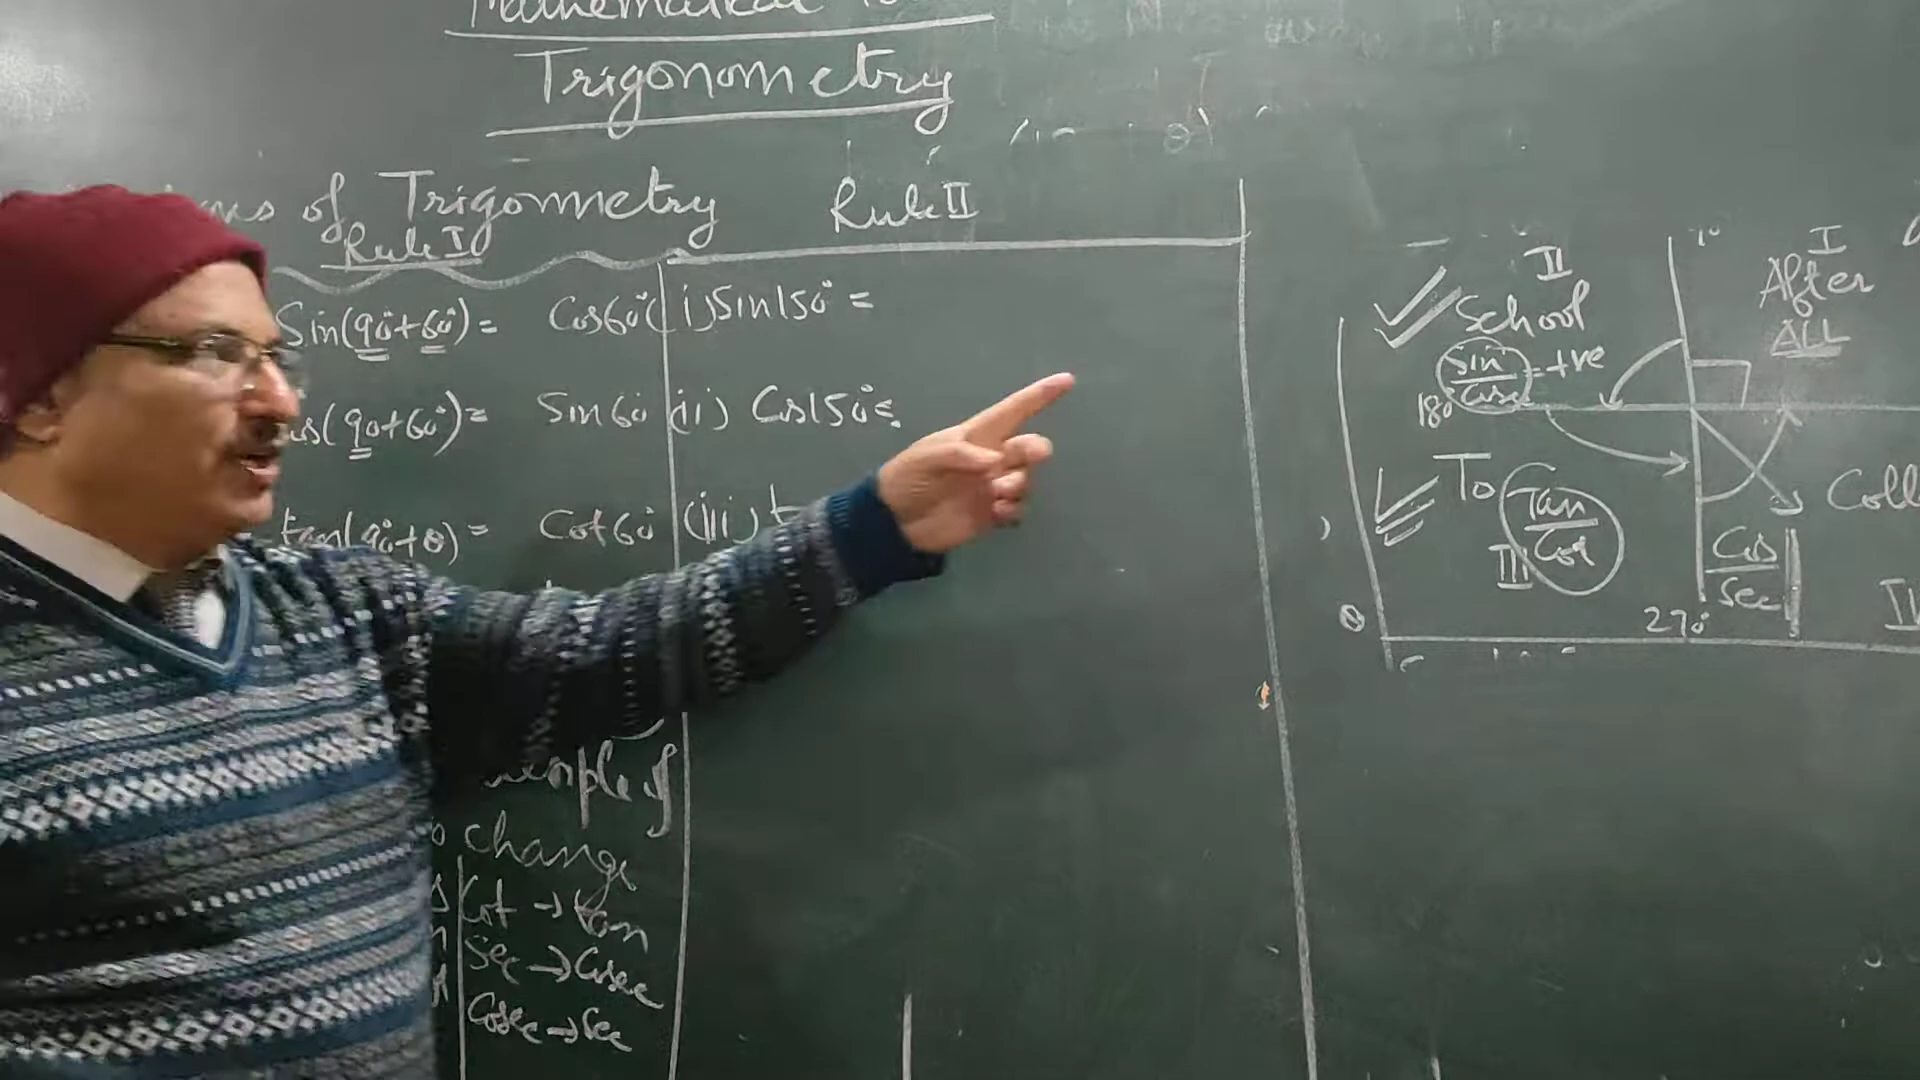 Trigonometry
of Trigonmetry Rule II
Rule I
Sin(90°+60°)= Cos60°
(90°+60°)= Sin60°
tan(90°+θ)= Cot60°
change
Cot → tan
Sec → Cosec
Cosec → Sec
i) Sin150° =
(ii) Cos150° =
(iii) t
II
School
Sin
Cosec
= +ve
180°
I
After
ALL
To
Tan
Cot
III
Coll
Cos
Sec
270°
θ